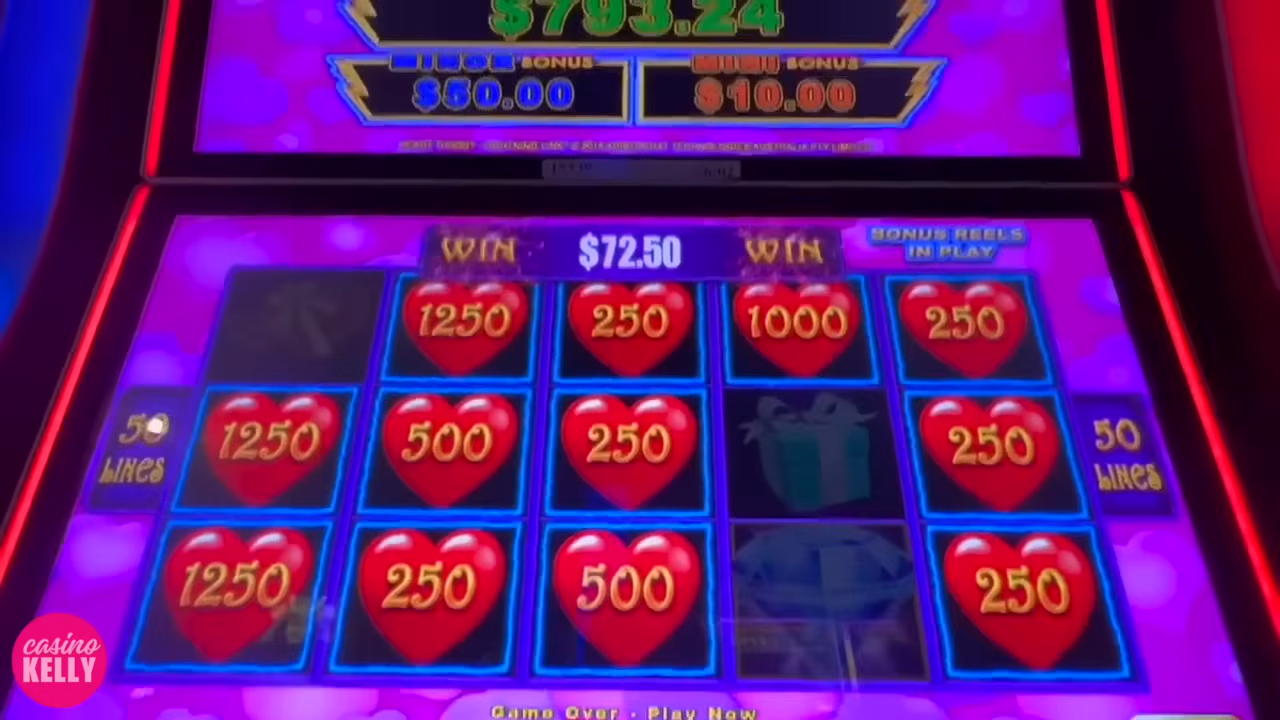 $793.24
MINOR BONUS
MINI BONUS
$50.00
$10.00
WIN $72.50 WIN
BONUS REELS
IN PLAY
1250 250 1000 250
50
LINES
1250 500 250 250
50
LINES
1250 250 500 250
casino
KELLY
Game Over - Play Now